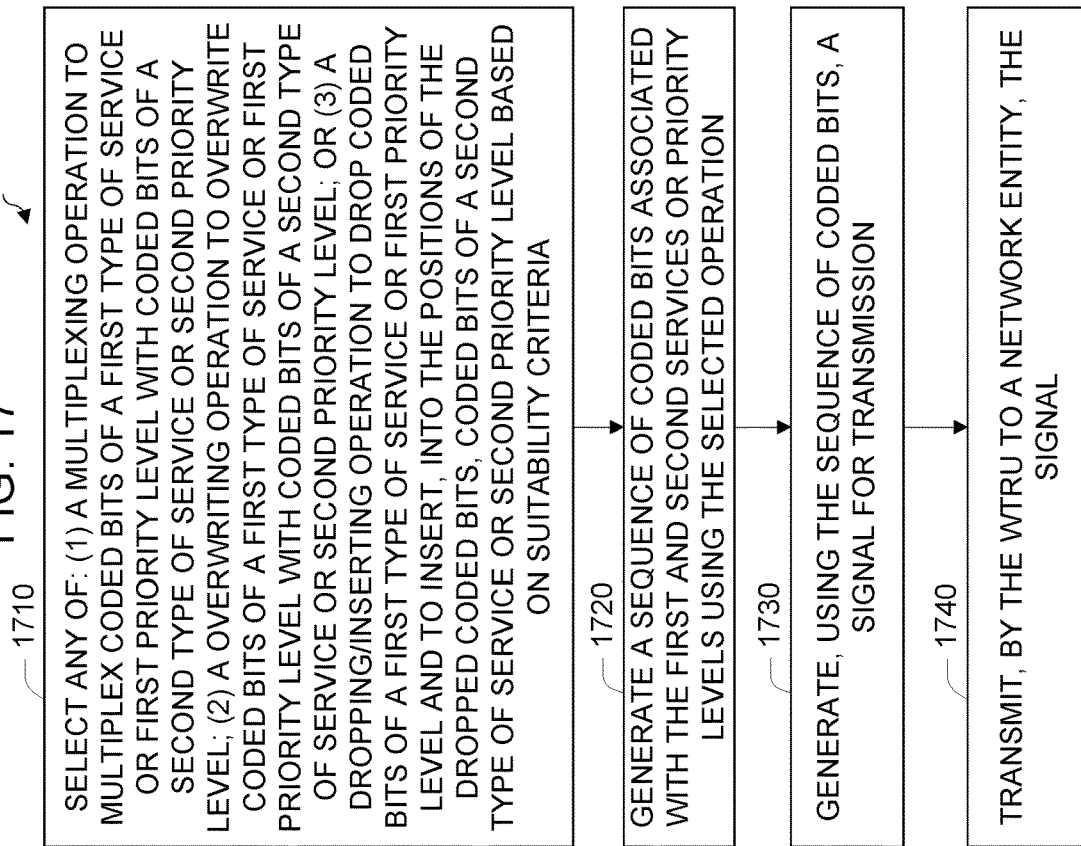 FIG. 17
1710
SELECT ANY OF: (1) A MULTIPLEXING OPERATION TO
MULTIPLEX CODED BITS OF A FIRST TYPE OF SERVICE
OR FIRST PRIORITY LEVEL WITH CODED BITS OF A
SECOND TYPE OF SERVICE OR SECOND PRIORITY
LEVEL; (2) A OVERWRITING OPERATION TO OVERWRITE
CODED BITS OF A FIRST TYPE OF SERVICE OR FIRST
PRIORITY LEVEL WITH CODED BITS OF A SECOND TYPE
OF SERVICE OR SECOND PRIORITY LEVEL; OR (3) A
DROPPING/INSERTING OPERATION TO DROP CODED
BITS OF A FIRST TYPE OF SERVICE OR FIRST PRIORITY
LEVEL AND TO INSERT, INTO THE POSITIONS OF THE
DROPPED CODED BITS, CODED BITS OF A SECOND
TYPE OF SERVICE OR SECOND PRIORITY LEVEL BASED
ON SUITABILITY CRITERIA
1720
GENERATE A SEQUENCE OF CODED BITS ASSOCIATED
WITH THE FIRST AND SECOND SERVICES OR PRIORITY
LEVELS USING THE SELECTED OPERATION
1730
GENERATE, USING THE SEQUENCE OF CODED BITS, A
SIGNAL FOR TRANSMISSION
1740
TRANSMIT, BY THE WTRU TO A NETWORK ENTITY, THE
SIGNAL